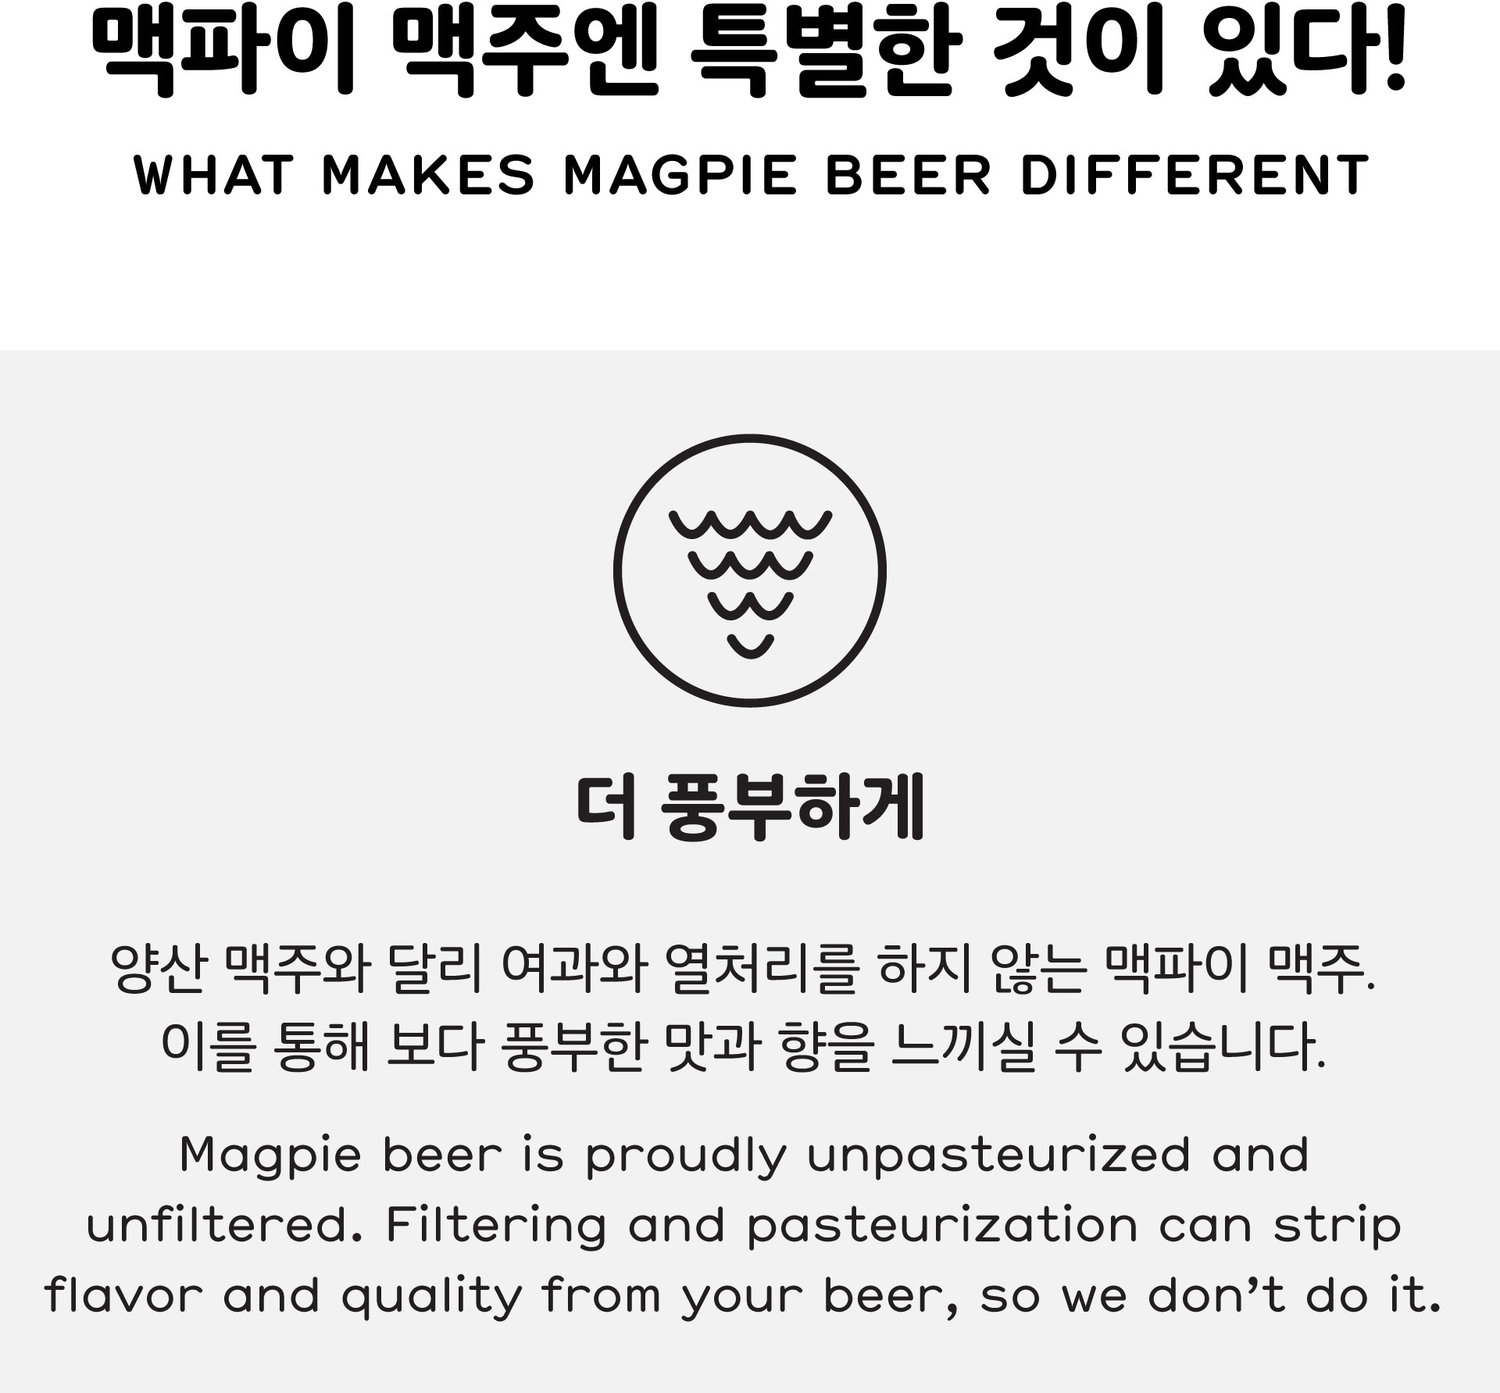 맥파이 맥주엔 특별한 것이 있다!
WHAT MAKES MAGPIE BEER DIFFERENT
더 풍부하게
양산 맥주와 달리 여과와 열처리를 하지 않는 맥파이 맥주.
이를 통해 보다 풍부한 맛과 향을 느끼실 수 있습니다.
Magpie beer is proudly unpasteurized and
unfiltered. Filtering and pasteurization can strip
flavor and quality from your beer, so we don’t do it.